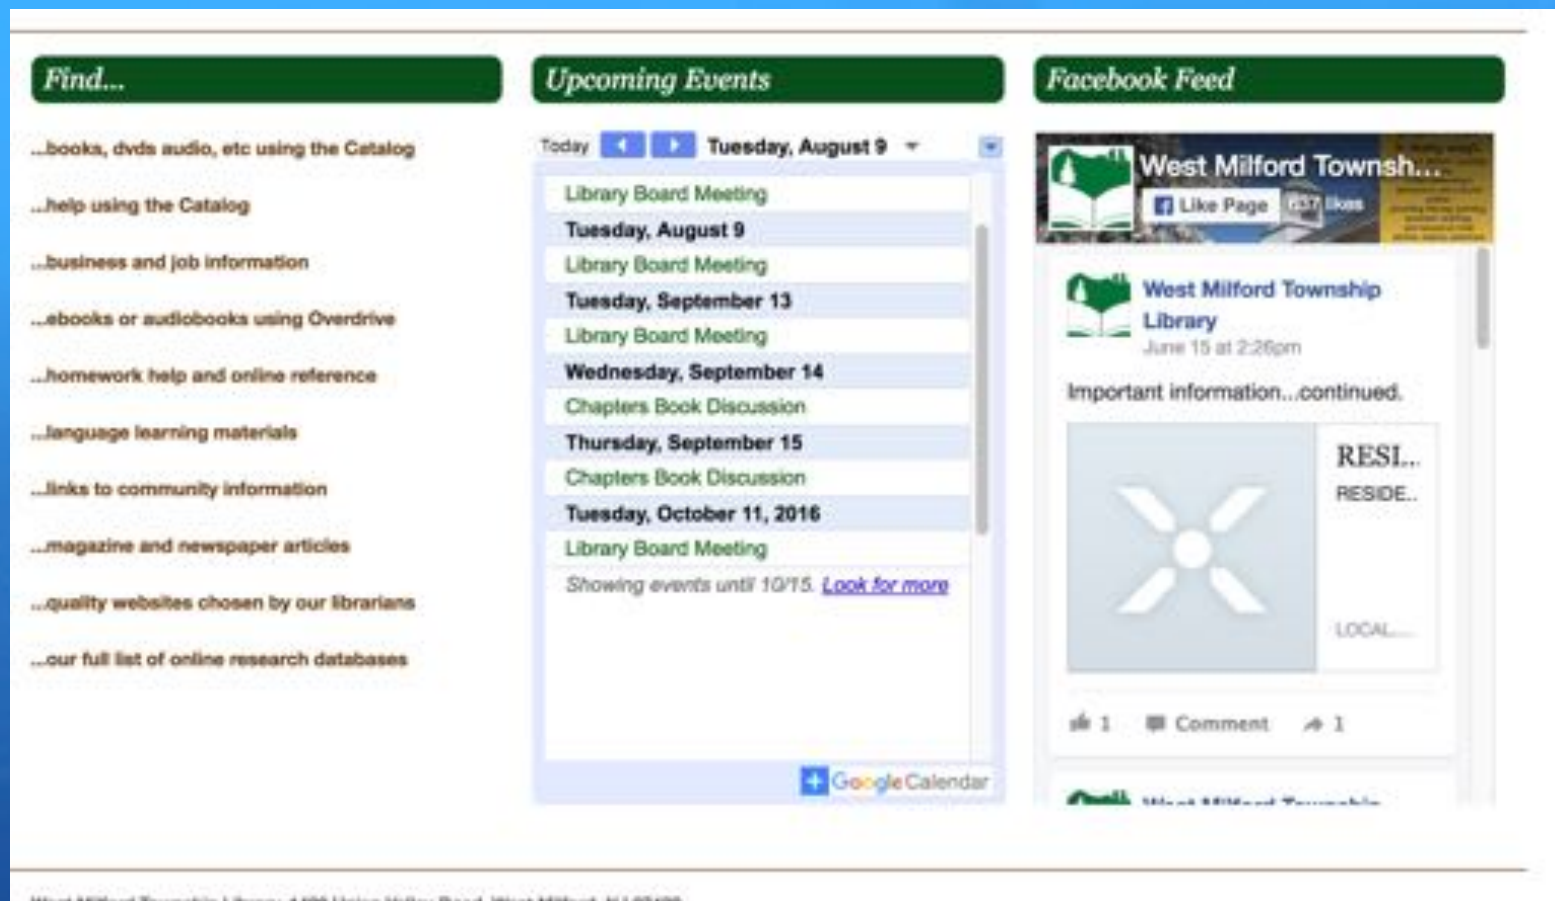 Find...
...books, dvds audio, etc using the Catalog
...help using the Catalog
...business and job information
...ebooks or audiobooks using Overdrive
...homework help and online reference
...language learning materials
...links to community information
...magazine and newspaper articles
...quality websites chosen by our librarians
...our full list of online research databases
Upcoming Events
Today Tuesday, August 9
Library Board Meeting
Tuesday, August 9
Library Board Meeting
Tuesday, September 13
Library Board Meeting
Wednesday, September 14
Chapters Book Discussion
Thursday, September 15
Chapters Book Discussion
Tuesday, October 11, 2016
Library Board Meeting
Showing events until 10/15. Look for more
Google Calendar
Facebook Feed
West Milford Townsh...
Like Page 637 likes
West Milford Township
Library
June 15 at 2:26pm
Important information...continued.
RESI...
RESIDE..
LOCAL...
1 Comment 1
West Milford Township